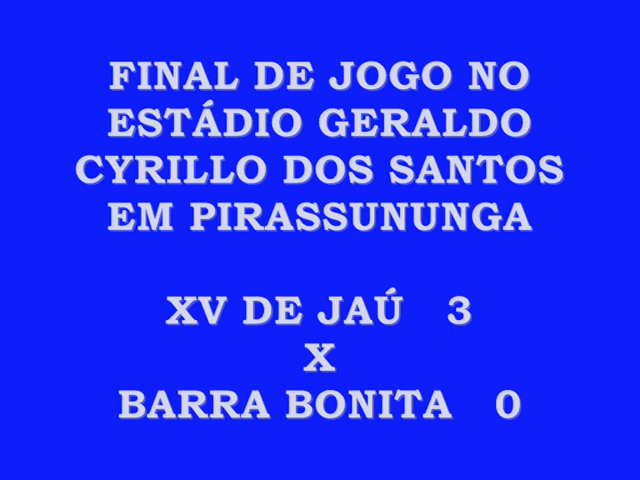 FINAL DE JOGO NO
ESTÁDIO GERALDO
CYRILLO DOS SANTOS
EM PIRASSUNUNGA
XV DE JAÚ 3
X
BARRA BONITA 0